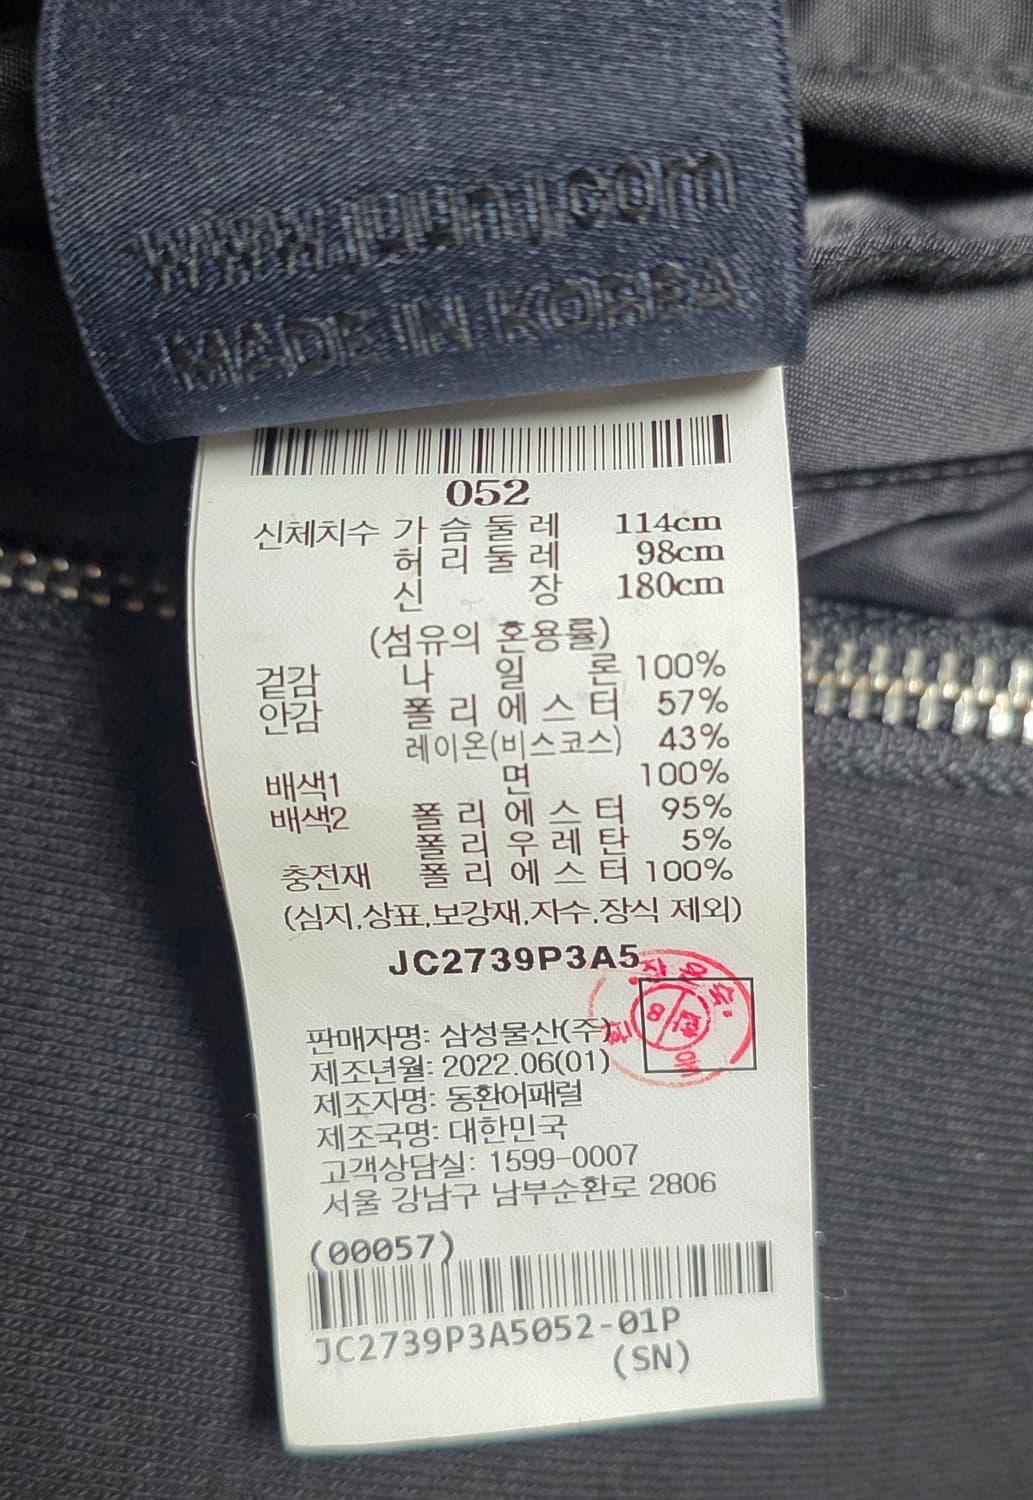 www.juunj.com
MADE IN KOREA
052
신체치수 가슴둘레 114cm
허리둘레 98cm
신장 180cm
(섬유의 혼용률)
겉감 나일론 100%
안감 폴리에스터 57%
레이온(비스코스) 43%
배색1 면 100%
배색2 폴리에스터 95%
폴리우레탄 5%
충전재 폴리에스터 100%
(심지,상표,보강재,자수,장식 제외)
JC2739P3A5
판매자명: 삼성물산(주)
제조년월: 2022.06(01)
제조자명: 동환어패럴
제조국명: 대한민국
고객상담실: 1599-0007
서울 강남구 남부순환로 2806
(00057)
JC2739P3A5052-01P
(SN)